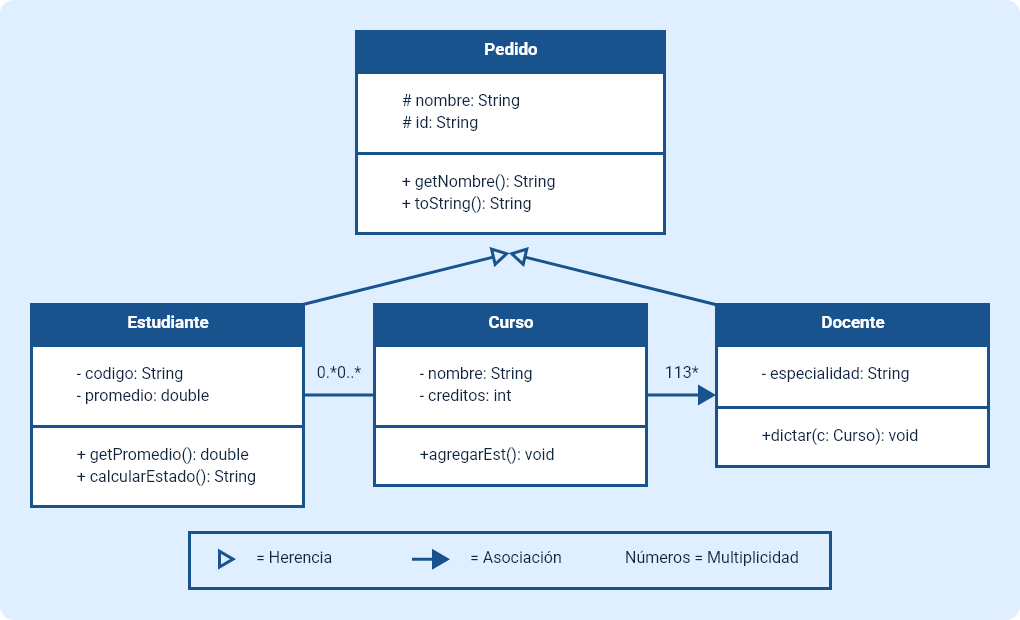 Pedido
# nombre: String
# id: String
+ getNombre(): String
+ toString(): String
Estudiante
- codigo: String
- promedio: double
+ getPromedio(): double
+ calcularEstado(): String
0.*0..*
Curso
- nombre: String
- creditos: int
+agregarEst(): void
113*
Docente
- especialidad: String
+dictar(c: Curso): void
= Herencia
= Asociación
Números = Multiplicidad